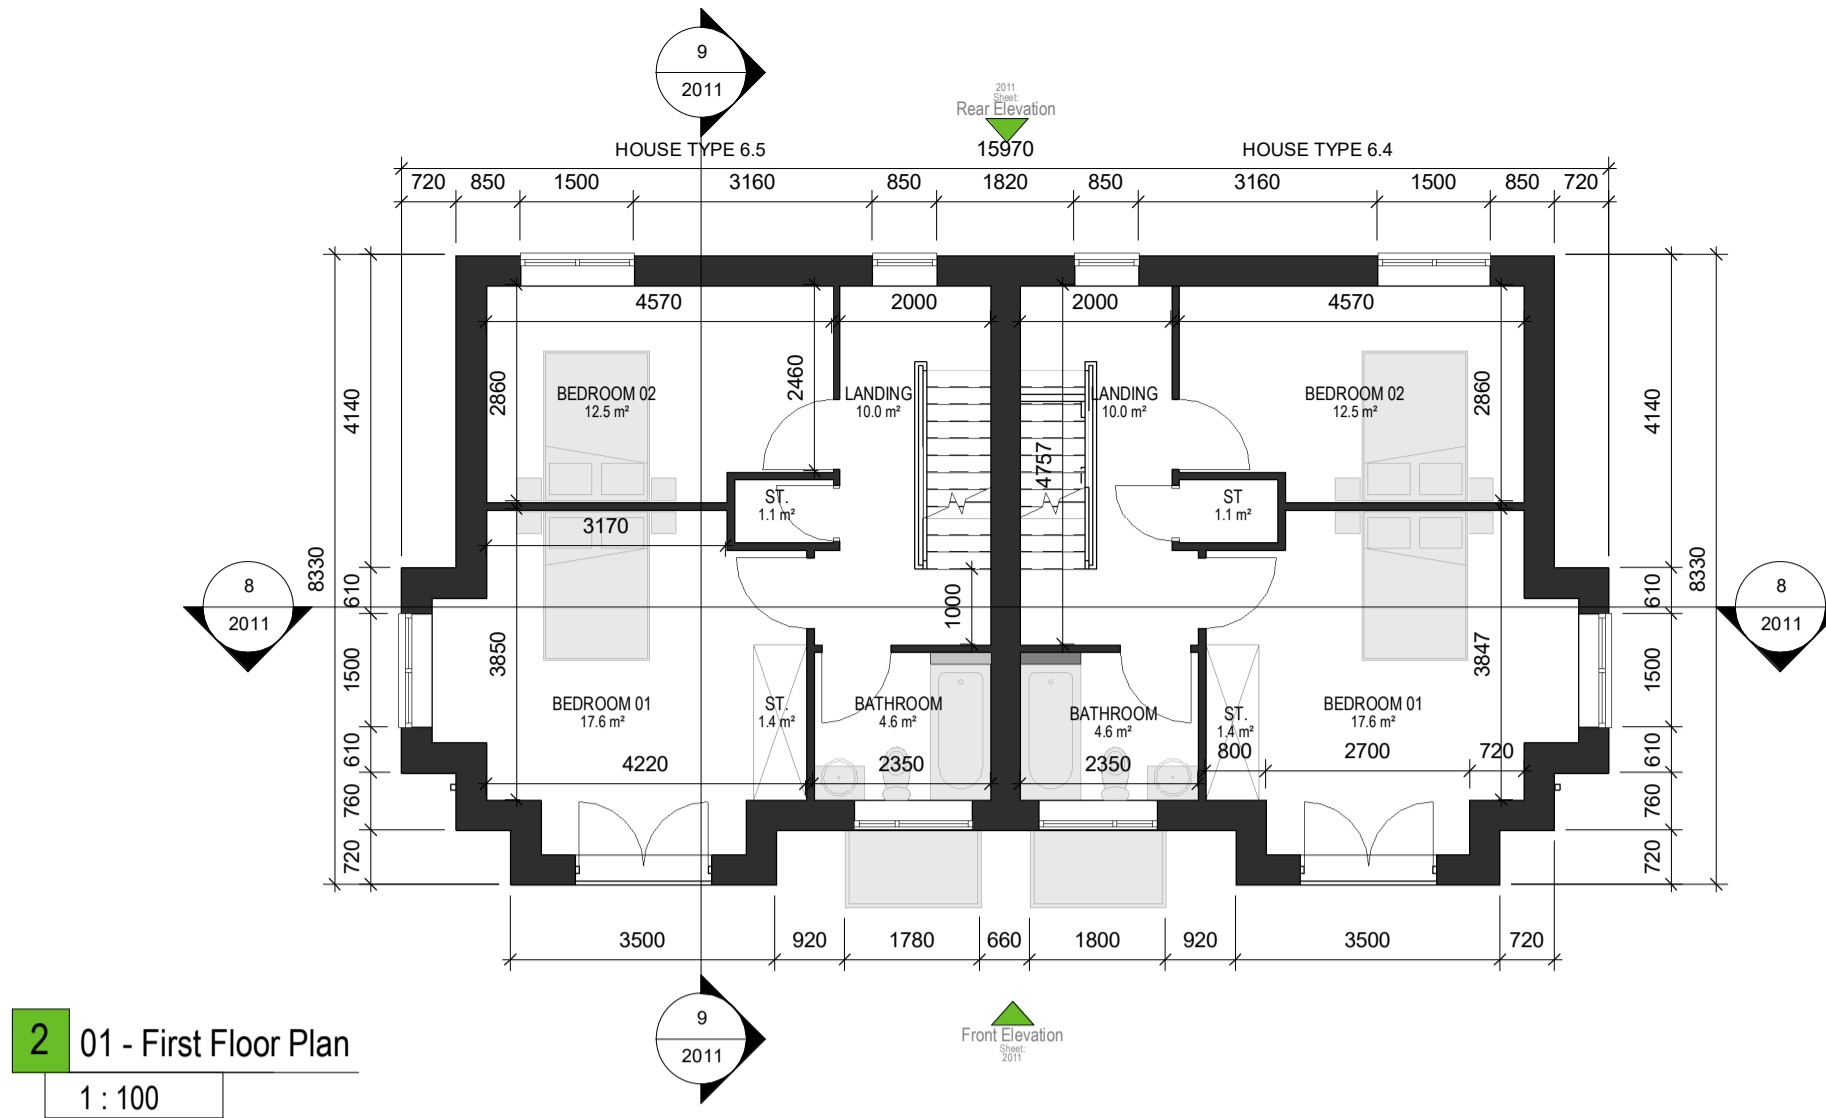 9
2011
2011
Sheet:
Rear Elevation
HOUSE TYPE 6.5
15970
HOUSE TYPE 6.4
720 850 1500 3160 850 1820 850 3160 1500 850 720
4570 2000 2000 4570
2860 2460 4757 2860
BEDROOM 02
12.5 m²
LANDING
10.0 m²
LANDING
10.0 m²
BEDROOM 02
12.5 m²
4140
4140
ST.
1.1 m²
ST
1.1 m²
3170
8330
8330
610
610
8
2011
8
2011
1000
3850
3847
1500
1500
BEDROOM 01
17.6 m²
ST.
1.4 m²
BATHROOM
4.6 m²
BATHROOM
4.6 m²
ST.
1.4 m²
BEDROOM 01
17.6 m²
610
610
4220 2350 2350 800 2700 720
760
760
720
720
3500 920 1780 660 1800 920 3500 720
9
2011
Front Elevation
Sheet:
2011
2 01 - First Floor Plan
1 : 100